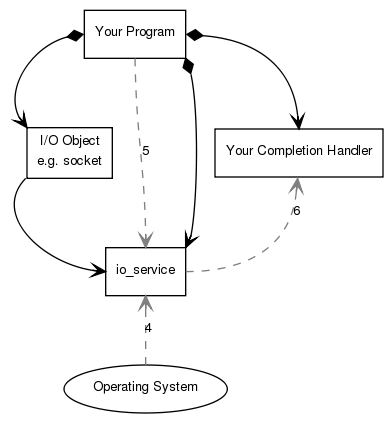 Your Program
I/O Object
e.g. socket
5
Your Completion Handler
6
io_service
4
Operating System